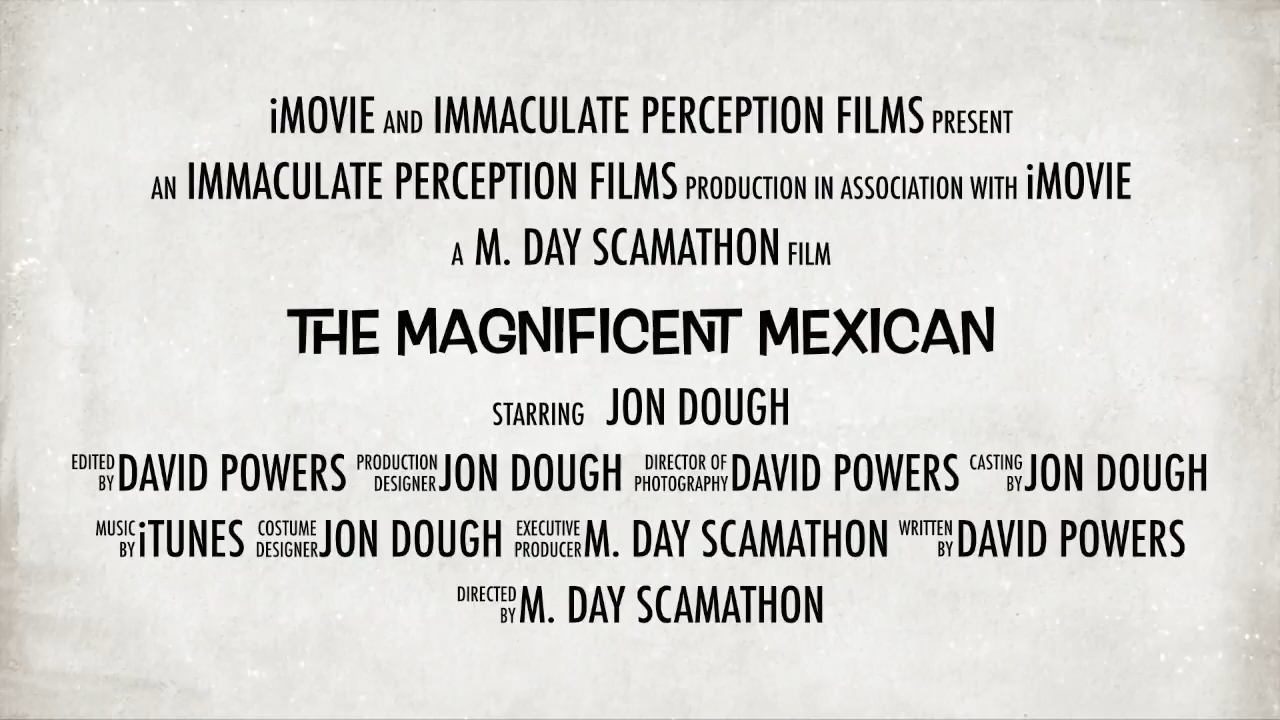 iMOVIE AND IMMACULATE PERCEPTION FILMS PRESENT
AN IMMACULATE PERCEPTION FILMS PRODUCTION IN ASSOCIATION WITH iMOVIE
A M. DAY SCAMATHON FILM
THE MAGNIFICENT MEXICAN
STARRING JON DOUGH
EDITED BY DAVID POWERS PRODUCTION DESIGNER JON DOUGH DIRECTOR OF PHOTOGRAPHY DAVID POWERS CASTING BY JON DOUGH
MUSIC BY iTUNES COSTUME DESIGNER JON DOUGH EXECUTIVE PRODUCER M. DAY SCAMATHON WRITTEN BY DAVID POWERS
DIRECTED BY M. DAY SCAMATHON